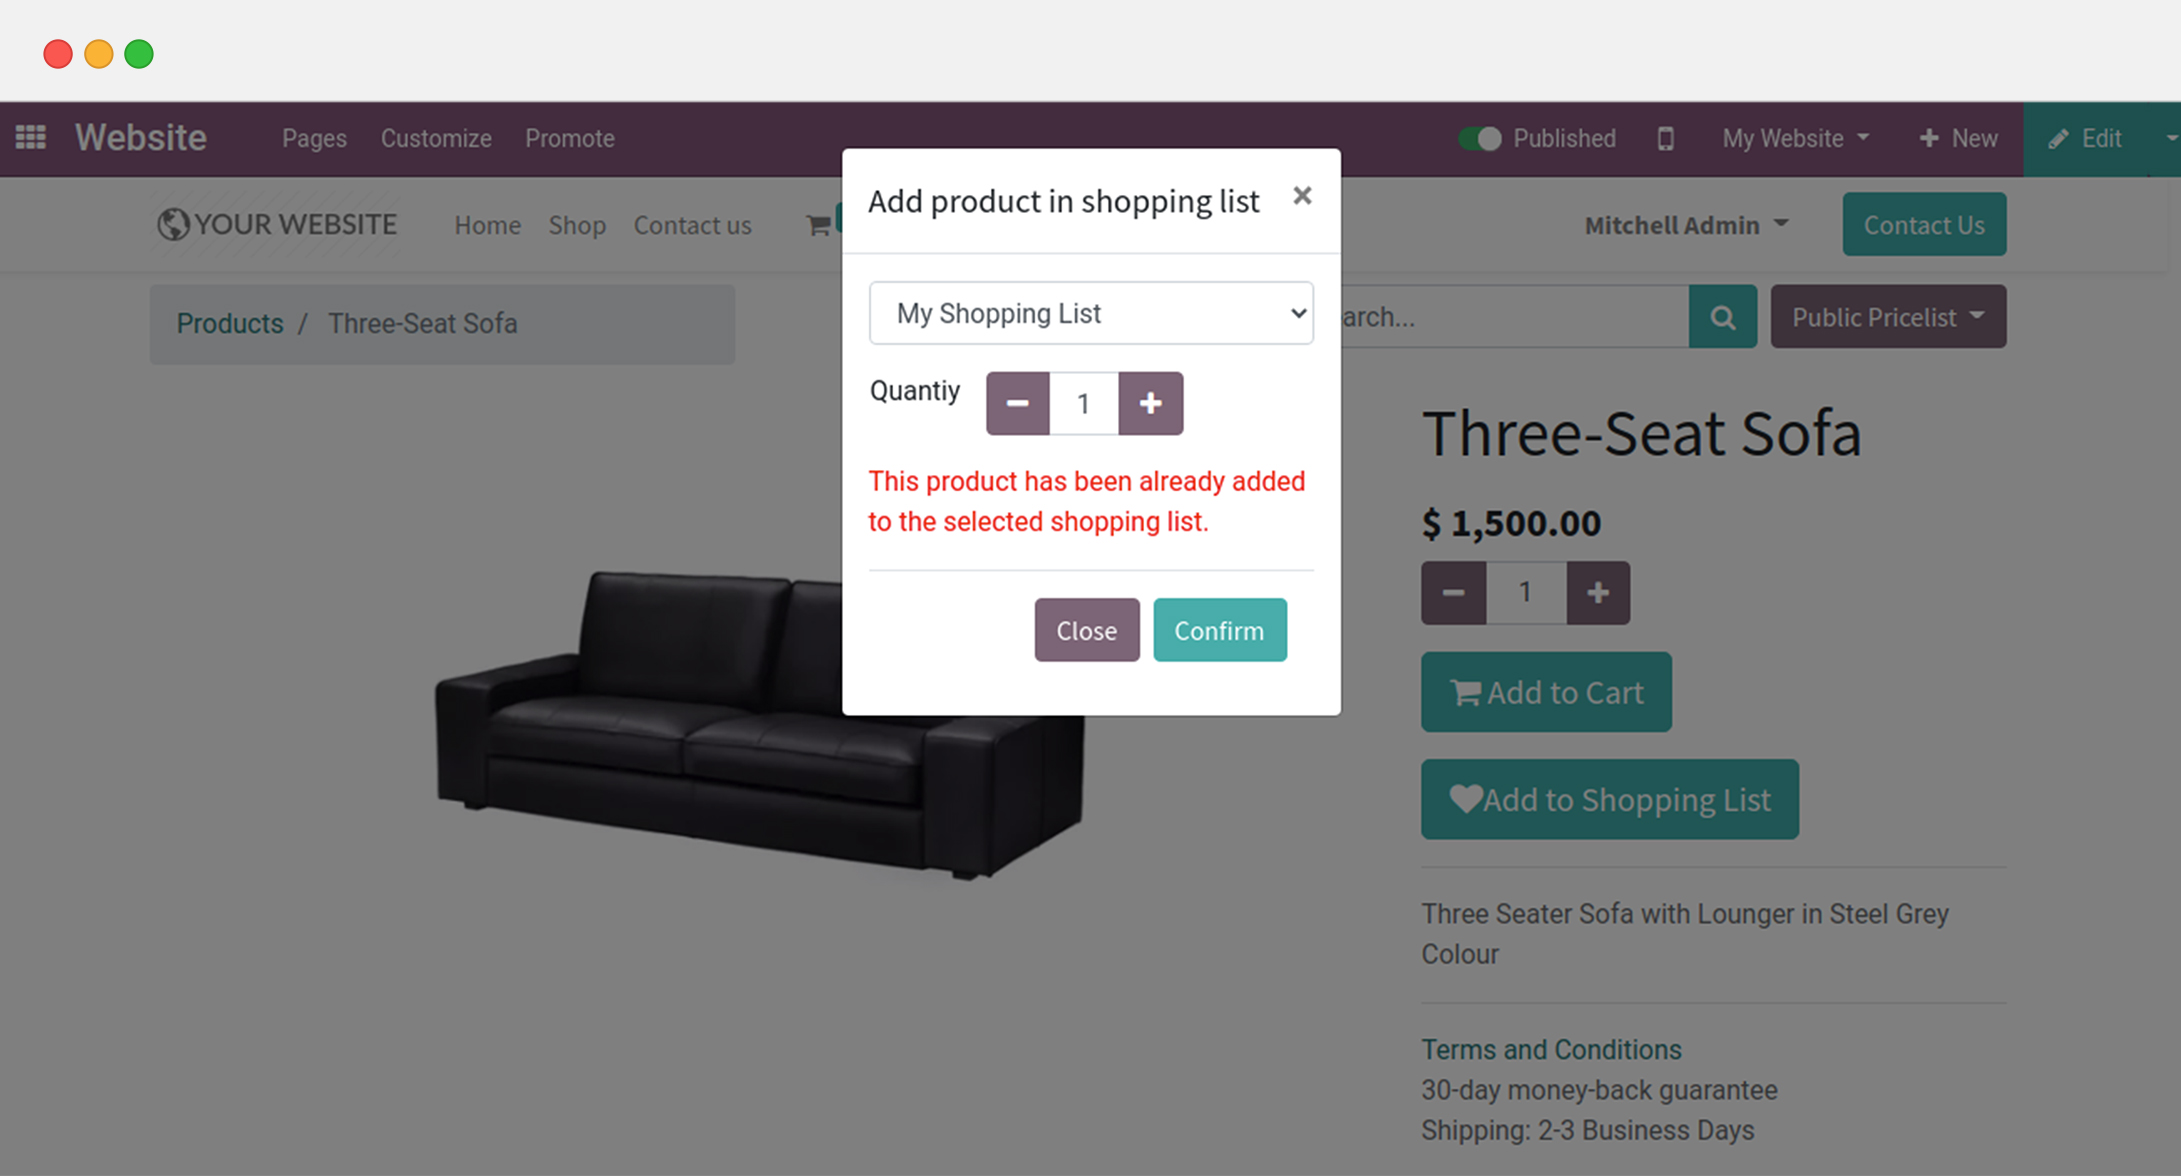 Website
Pages
Customize
Promote
Published
My Website
New
Edit
YOUR WEBSITE
Home
Shop
Contact us
Mitchell Admin
Contact Us
Add product in shopping list
×
Products / Three-Seat Sofa
My Shopping List
Public Pricelist
Quantiy
1
This product has been already added
to the selected shopping list.
Close
Confirm
Three-Seat Sofa
$ 1,500.00
1
Add to Cart
Add to Shopping List
Three Seater Sofa with Lounger in Steel Grey
Colour
Terms and Conditions
30-day money-back guarantee
Shipping: 2-3 Business Days